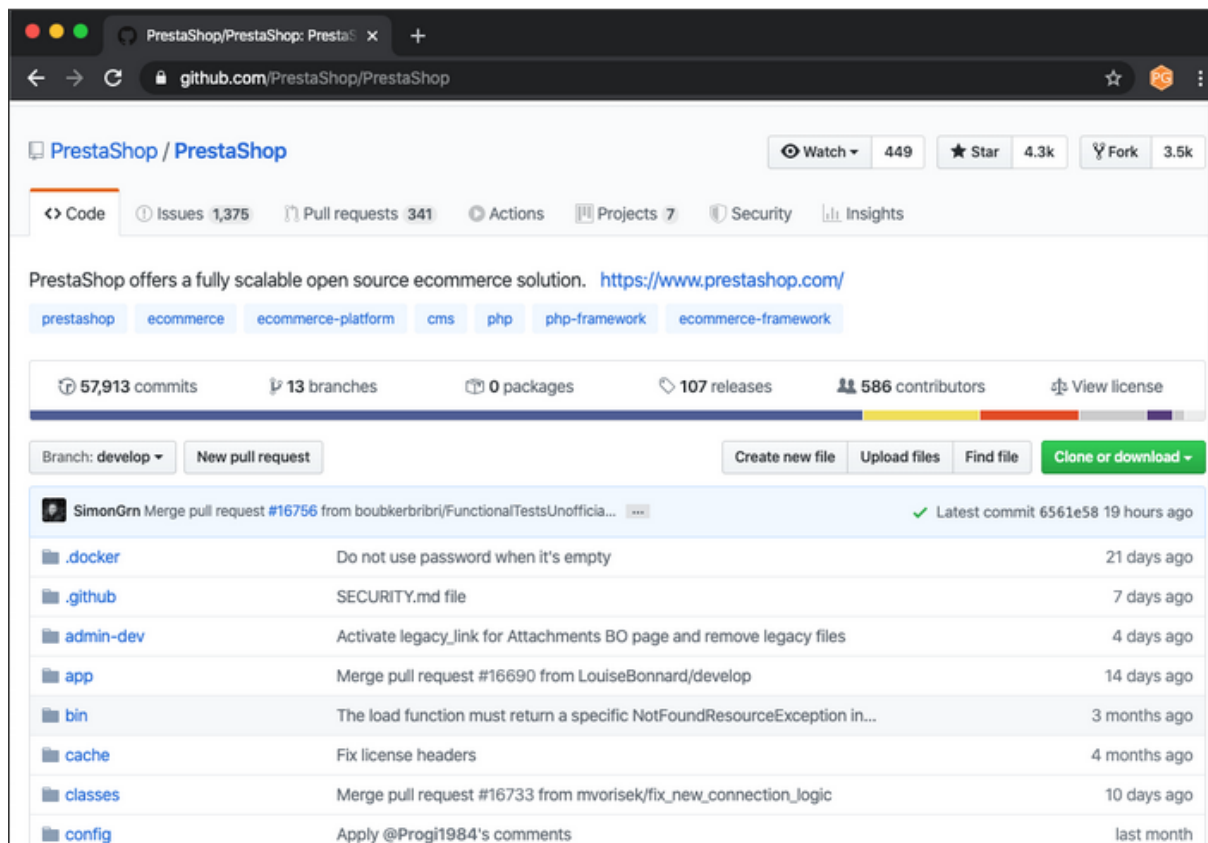 PrestaShop/PrestaShop: PrestaS
github.com/PrestaShop/PrestaShop PG
PrestaShop / PrestaShop Watch 449 Star 4.3k Fork 3.5k
Code Issues 1,375 Pull requests 341 Actions Projects 7 Security Insights
PrestaShop offers a fully scalable open source ecommerce solution. https://www.prestashop.com/
prestashop ecommerce ecommerce-platform cms php php-framework ecommerce-framework
57,913 commits 13 branches 0 packages 107 releases 586 contributors View license
Branch: develop New pull request Create new file Upload files Find file Clone or download
SimonGrn Merge pull request #16756 from boubkerbribri/FunctionalTestsUnofficia... ... Latest commit 6561e58 19 hours ago
.docker Do not use password when it's empty 21 days ago
.github SECURITY.md file 7 days ago
admin-dev Activate legacy_link for Attachments BO page and remove legacy files 4 days ago
app Merge pull request #16690 from LouiseBonnard/develop 14 days ago
bin The load function must return a specific NotFoundResourceException in... 3 months ago
cache Fix license headers 4 months ago
classes Merge pull request #16733 from mvorisek/fix_new_connection_logic 10 days ago
config Apply @Progi1984's comments last month